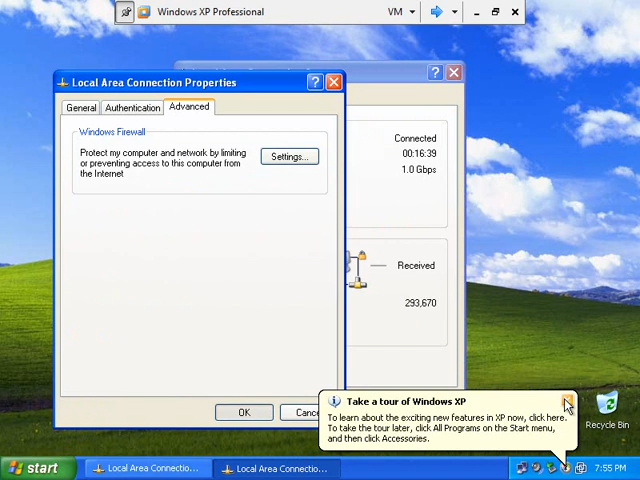 Windows XP Professional
VM
Local Area Connection Properties
General
Authentication
Advanced
Windows Firewall
Protect my computer and network by limiting
or preventing access to this computer from
the Internet
Settings...
Connected
00:16:39
1.0 Gbps
Received
293,670
OK
Canc
Take a tour of Windows XP
To learn about the exciting new features in XP now, click here.
To take the tour later, click All Programs on the Start menu,
and then click Accessories.
Recycle Bin
start
Local Area Connectio...
Local Area Connectio...
7:55 PM